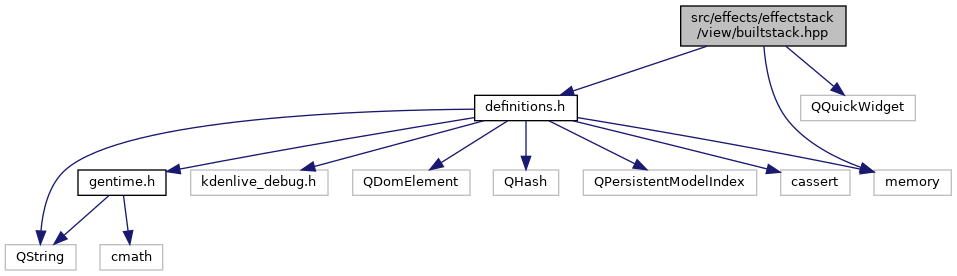 src/effects/effectstack
/view/builtstack.hpp
definitions.h
QQuickWidget
gentime.h
kdenlive_debug.h
QDomElement
QHash
QPersistentModelIndex
cassert
memory
QString
cmath